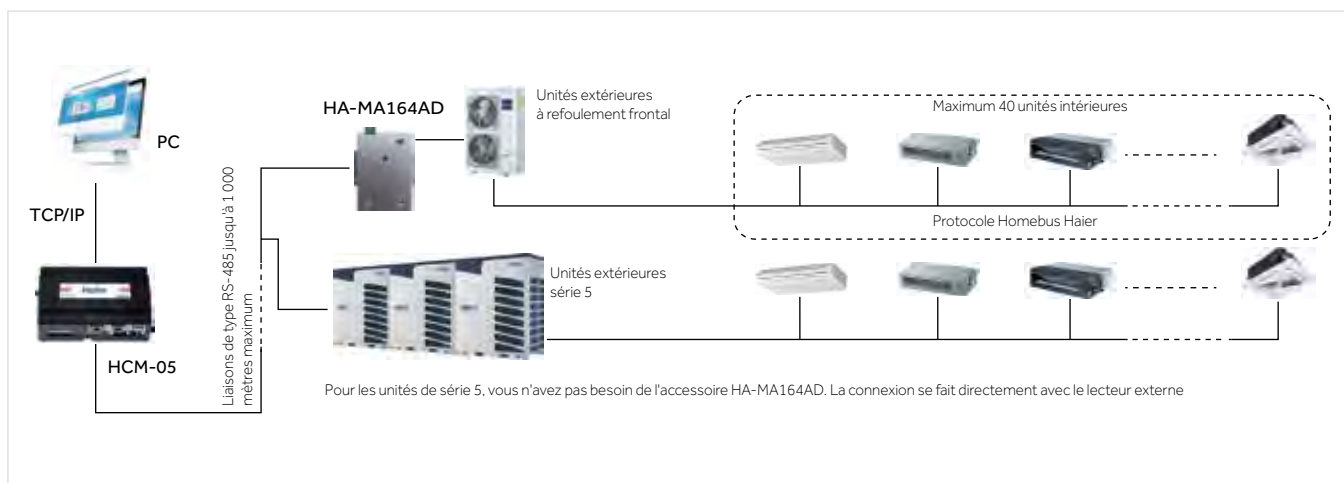 PC
TCP/IP
HCM-05
Liaisons de type RS-485 jusqu'à 1 000
mètres maximum
HA-MA164AD
Unités extérieures
à refoulement frontal
Maximum 40 unités intérieures
Protocole Homebus Haier
Unités extérieures
série 5
Pour les unités de série 5, vous n'avez pas besoin de l'accessoire HA-MA164AD. La connexion se fait directement avec le lecteur externe